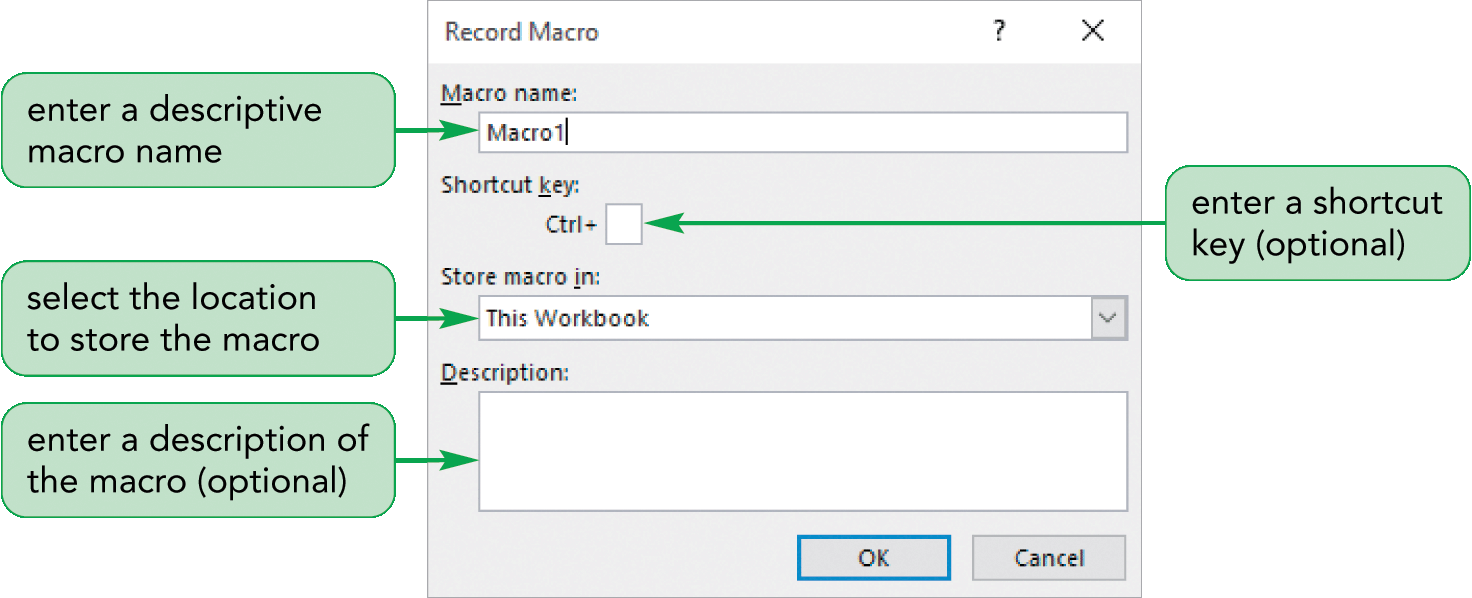 Record Macro ?
Macro name:
enter a descriptive
macro name
Macro1
Shortcut key:
Ctrl+
enter a shortcut
key (optional)
Store macro in:
select the location
to store the macro
This Workbook
Description:
enter a description of
the macro (optional)
OK Cancel